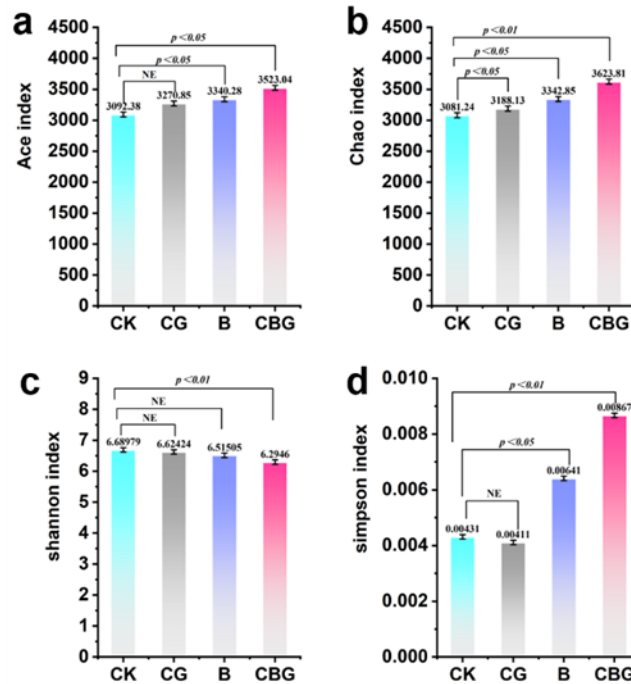 a
p<0.05
p<0.05
NE
3092.38
3270.85
3340.28
3523.04
4500
4000
3500
3000
2500
2000
1500
1000
500
0
Ace index
CK CG B CBG
b
p<0.01
p<0.05
p<0.05
3081.24
3188.13
3342.85
3623.81
4500
4000
3500
3000
2500
2000
1500
1000
500
0
Chao index
CK CG B CBG
c
p<0.01
NE
NE
6.68979
6.62424
6.51505
6.2946
9
8
7
6
5
4
3
2
1
0
shannon index
CK CG B CBG
d
p<0.01
p<0.05
NE
0.00431
0.00411
0.00641
0.00867
0.010
0.008
0.006
0.004
0.002
0.000
simpson index
CK CG B CBG